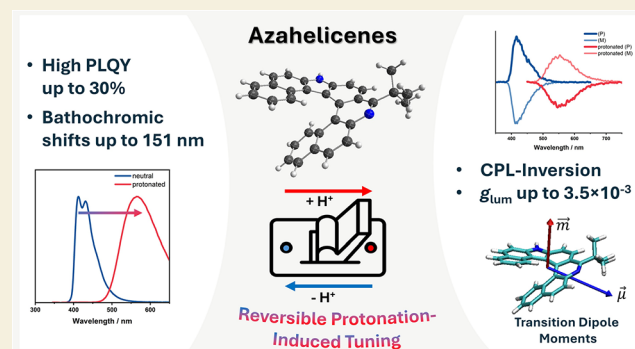 Azahelicenes
• High PLQY
up to 30%
• Bathochromic
shifts up to 151 nm
neutral
protonated
300 400 500 600
Wavelength / nm
+ H⁺
- H⁺
Reversible Protonation-
Induced Tuning
(P)
(M)
protonated (P)
protonated (M)
400 500 600 700
Wavelength / nm
• CPL-Inversion
• g_lum up to 3.5×10⁻³
m
μ
Transition Dipole
Moments